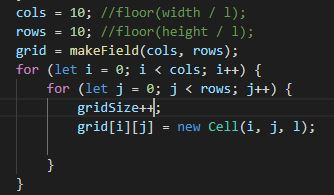 cols = 10; //floor(width / l);
rows = 10; //floor(height / l);
grid = makeField(cols, rows);
for (let i = 0; i < cols; i++) {
for (let j = 0; j < rows; j++) {
gridSize++;
grid[i][j] = new Cell(i, j, l);
}
}